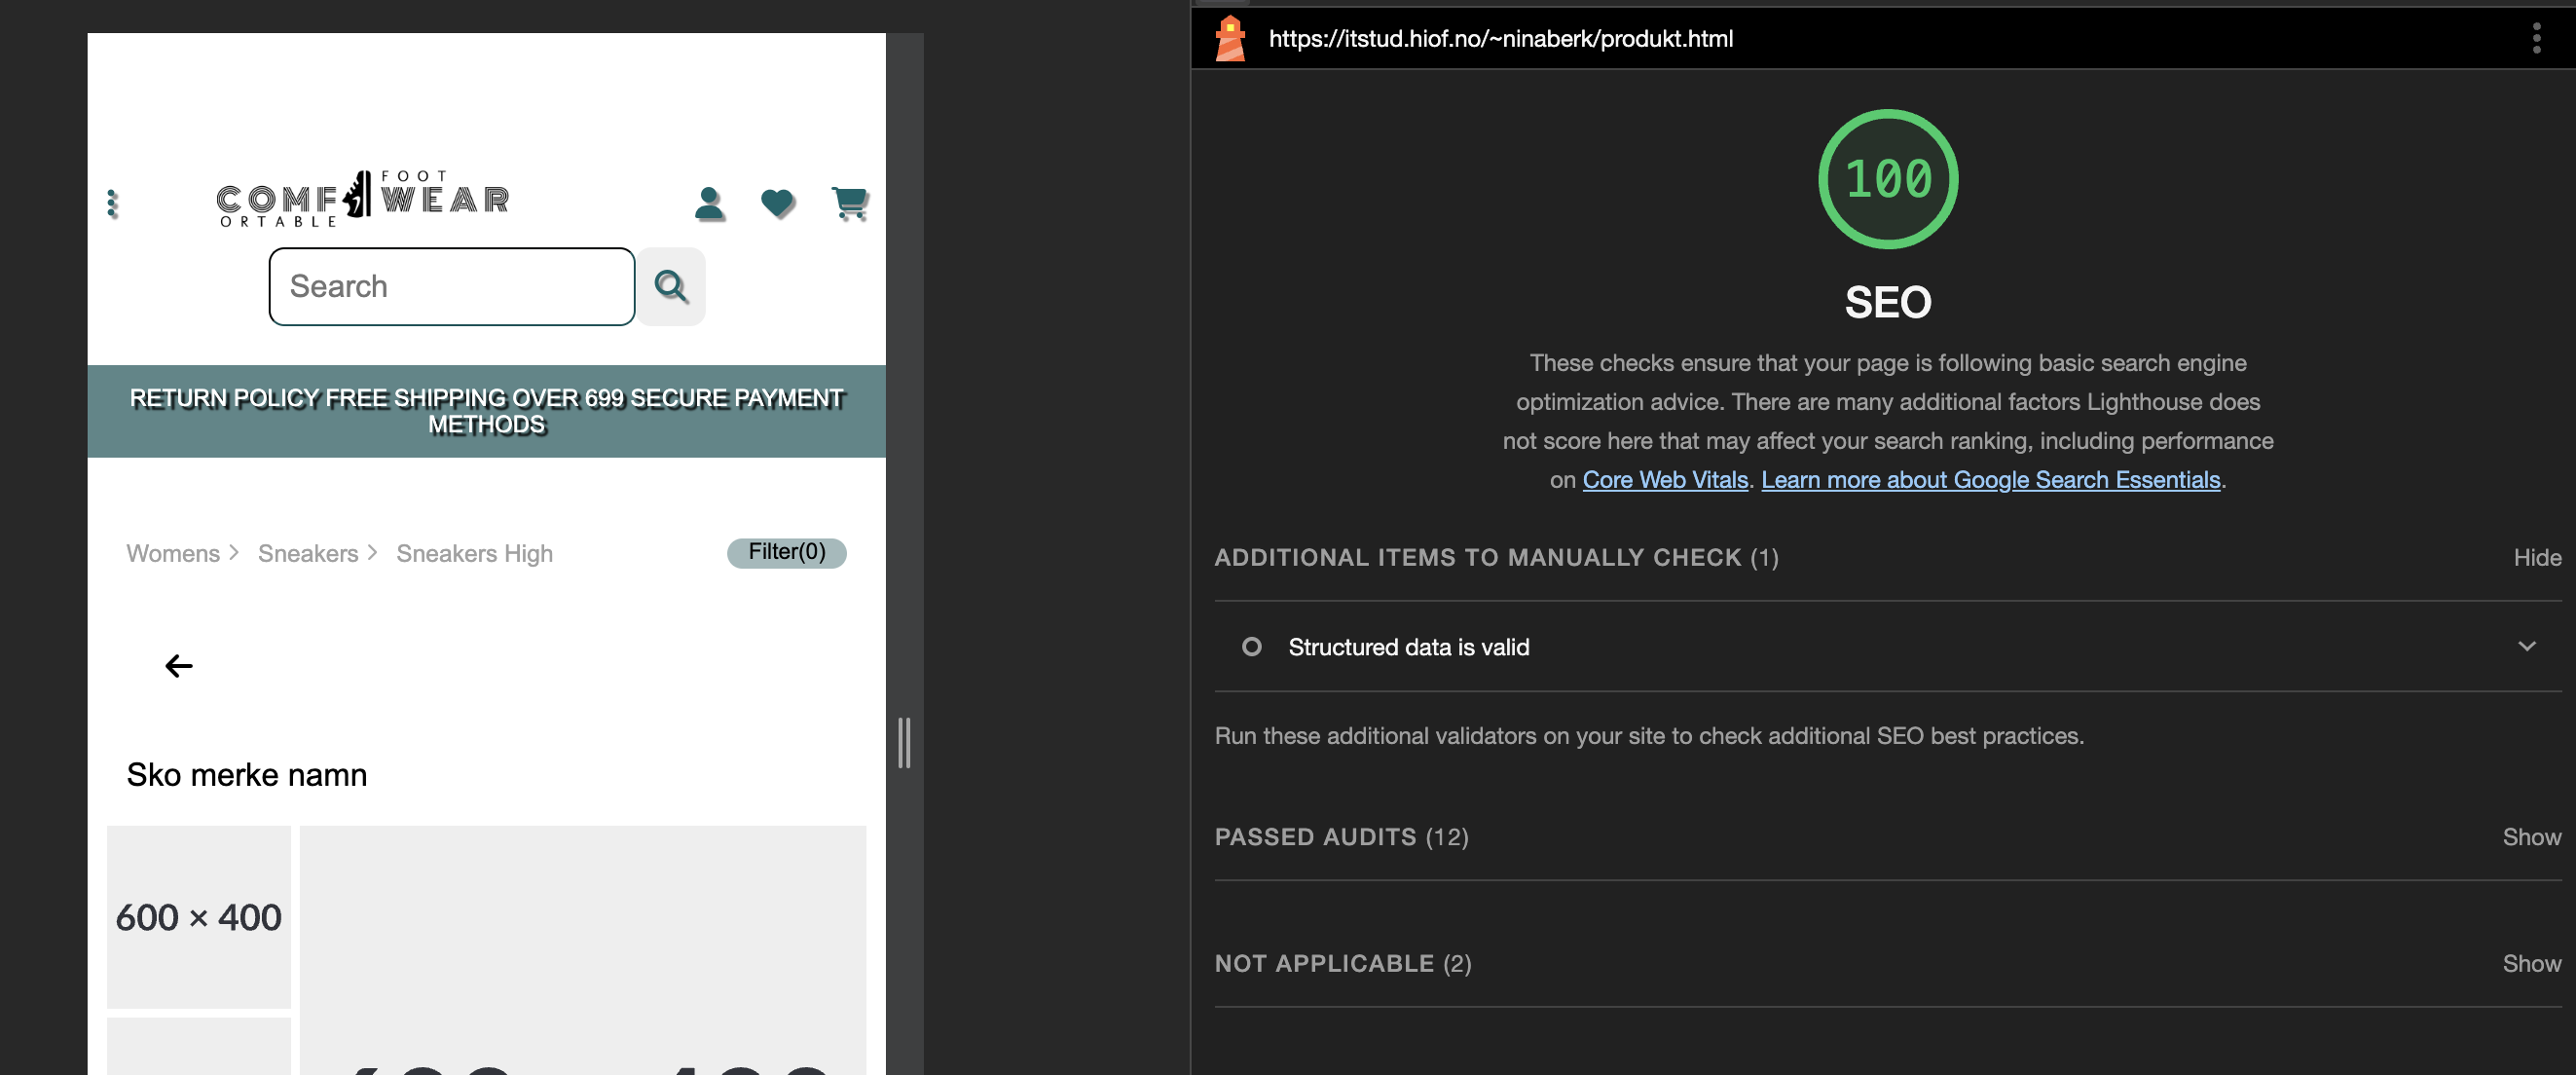 FOOT
COMF WEAR
ORTABLE
Search
RETURN POLICY FREE SHIPPING OVER 699 SECURE PAYMENT
METHODS
Womens Sneakers Sneakers High
Filter(0)
Sko merke namn
600 × 400
https://itstud.hiof.no/~ninaberk/produkt.html
100
SEO
These checks ensure that your page is following basic search engine
optimization advice. There are many additional factors Lighthouse does
not score here that may affect your search ranking, including performance
on Core Web Vitals. Learn more about Google Search Essentials.
ADDITIONAL ITEMS TO MANUALLY CHECK (1) Hide
Structured data is valid
Run these additional validators on your site to check additional SEO best practices.
PASSED AUDITS (12) Show
NOT APPLICABLE (2) Show